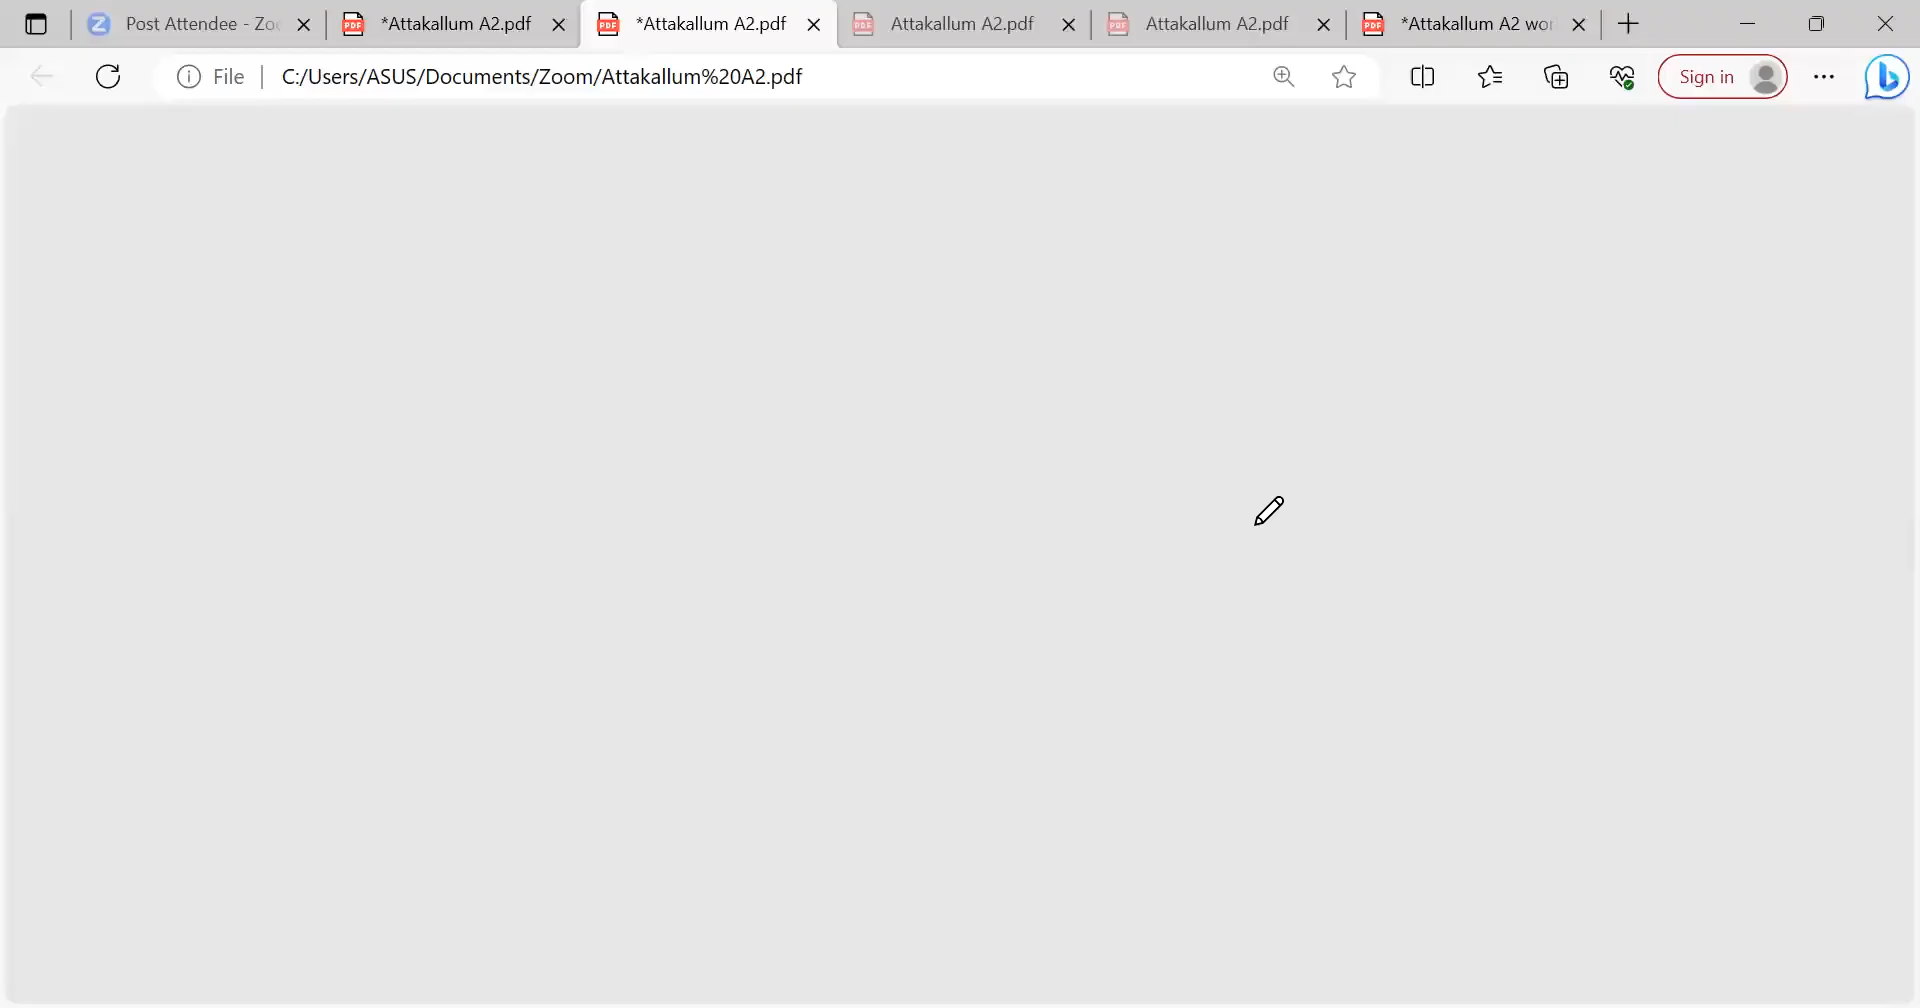 Post Attendee - Zo
*Attakallum A2.pdf
*Attakallum A2.pdf
Attakallum A2.pdf
Attakallum A2.pdf
*Attakallum A2 wo
File
C:/Users/ASUS/Documents/Zoom/Attakallum%20A2.pdf
Sign in